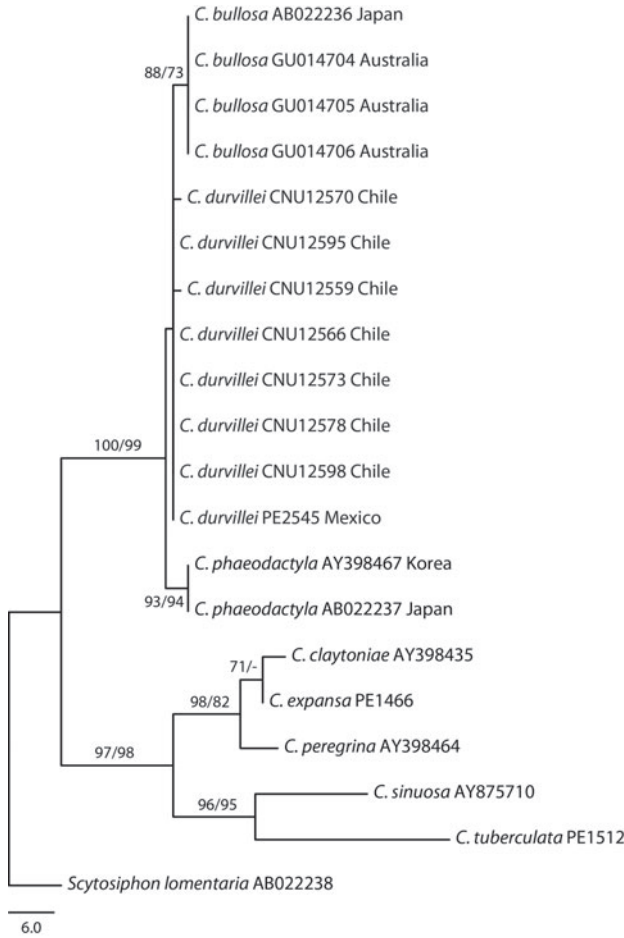 C. bullosa AB022236 Japan
C. bullosa GU014704 Australia
88/73
C. bullosa GU014705 Australia
C. bullosa GU014706 Australia
C. durvillei CNU12570 Chile
C. durvillei CNU12595 Chile
C. durvillei CNU12559 Chile
C. durvillei CNU12566 Chile
C. durvillei CNU12573 Chile
C. durvillei CNU12578 Chile
100/99
C. durvillei CNU12598 Chile
C. durvillei PE2545 Mexico
C. phaeodactyla AY398467 Korea
93/94
C. phaeodactyla AB022237 Japan
C. claytoniae AY398435
71/-
C. expansa PE1466
98/82
C. peregrina AY398464
97/98
C. sinuosa AY875710
96/95
C. tuberculata PE1512
Scytosiphon lomentaria AB022238
6.0